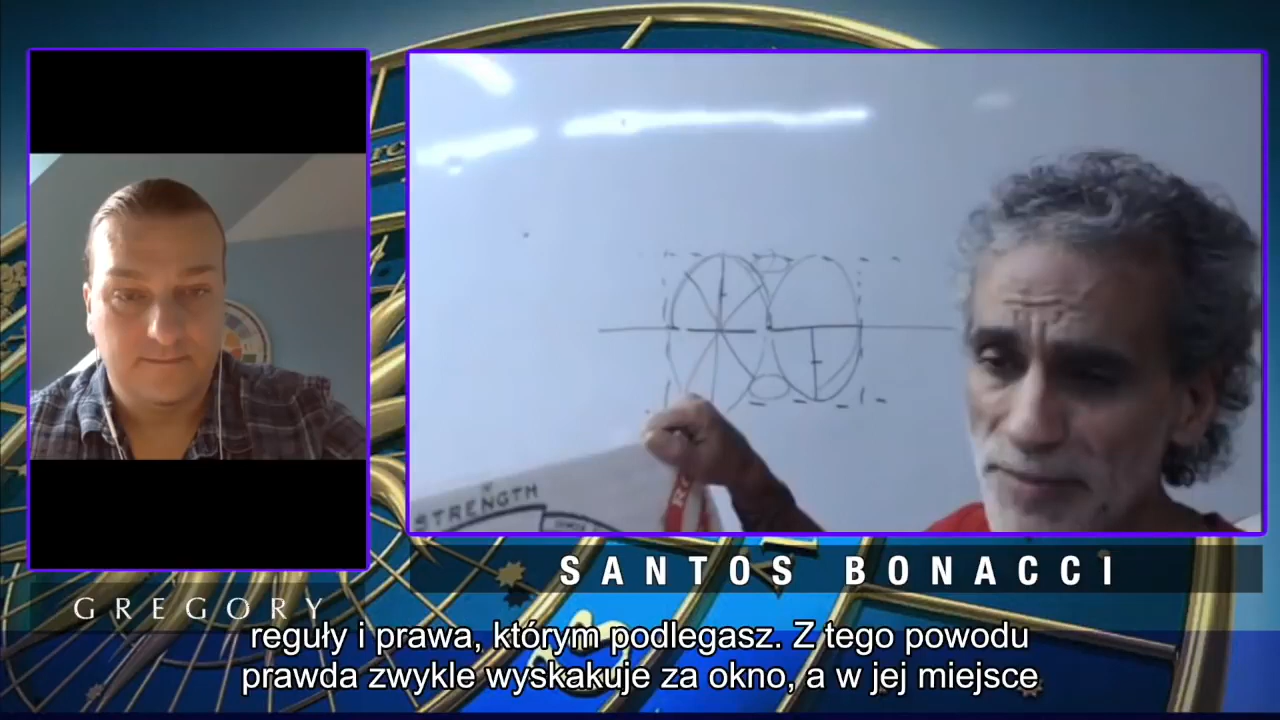 STRENGTH
SANTOS BONACCI
GREGORY
reguły i prawa, którym podlegasz. Z tego powodu
prawda zwykle wyskakuje za okno, a w jej miejsce